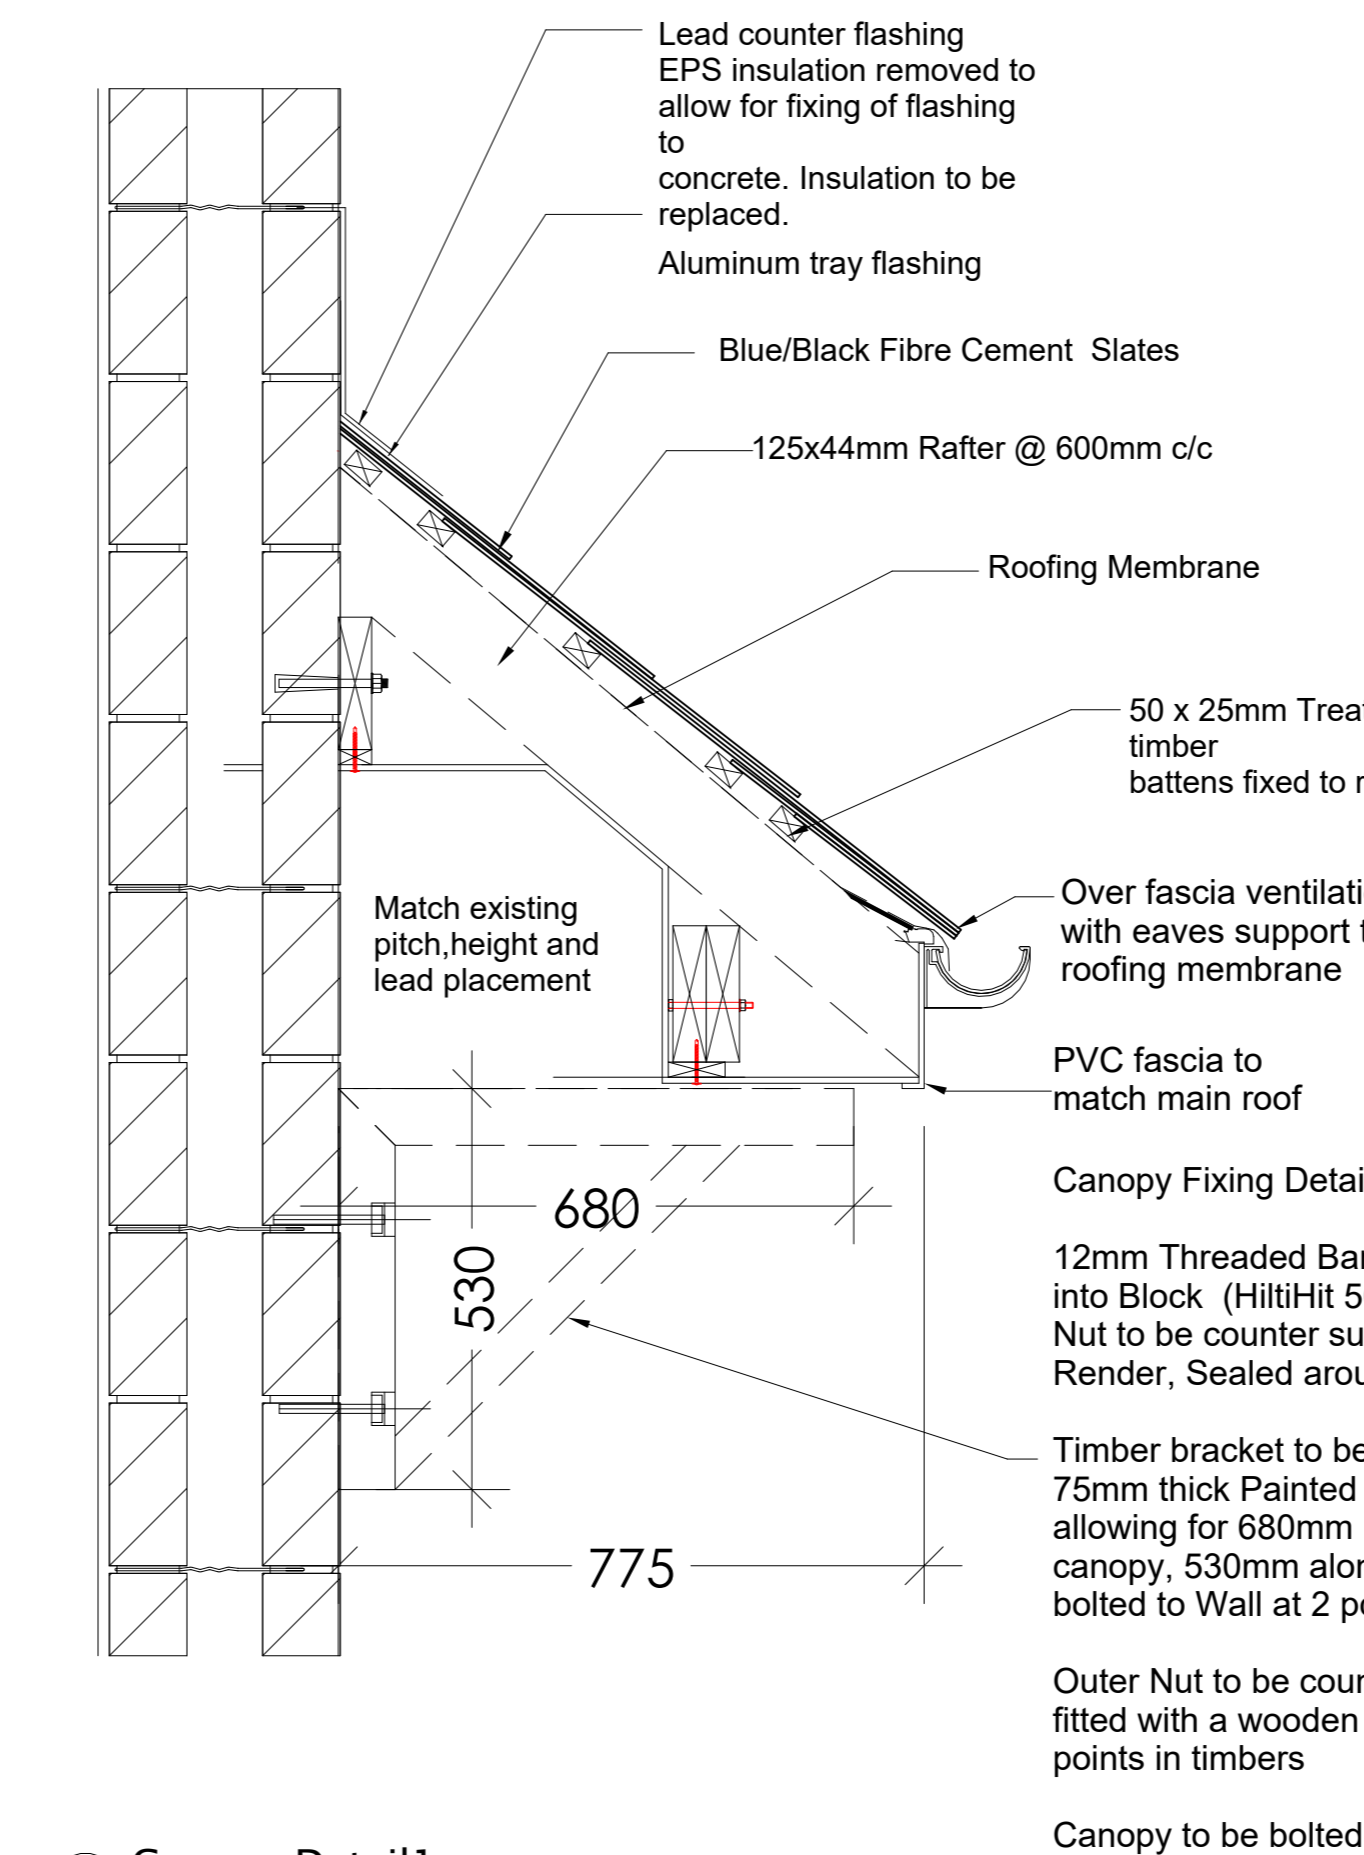 Lead counter flashing
EPS insulation removed to
allow for fixing of flashing
to
concrete. Insulation to be
replaced.
Aluminum tray flashing
Blue/Black Fibre Cement Slates
125x44mm Rafter @ 600mm c/c
Roofing Membrane
50 x 25mm
timber
battens fixed to
Over fascia
with eaves support
roofing membrane
Match existing
pitch,height and
lead placement
PVC fascia to
match main roof
Canopy Fixing
680
530
12mm Threaded
into Block (HiltiHit
Nut to be counter
Render, Sealed
Timber bracket to be
75mm thick Painted
allowing for 680mm
canopy, 530mm
bolted to Wall at 2
775
Outer Nut to be
fitted with a wooden
points in timbers
Canopy to be bolted